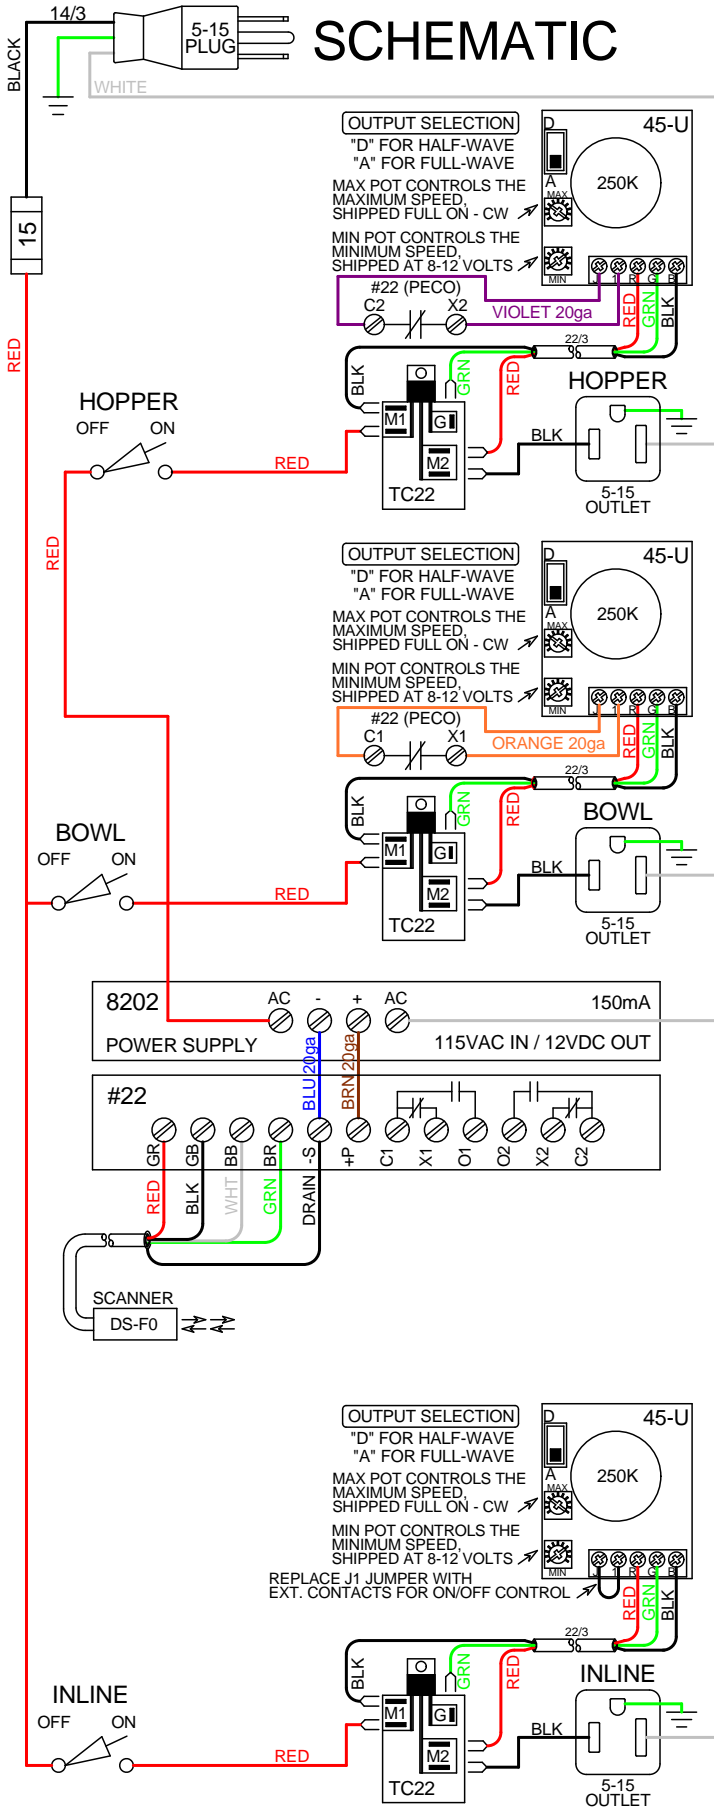 14/3
5-15
PLUG
SCHEMATIC
BLACK
WHITE
15
RED
OUTPUT SELECTION
"D" FOR HALF-WAVE
"A" FOR FULL-WAVE
MAX POT CONTROLS THE
MAXIMUM SPEED,
SHIPPED FULL ON - CW
MIN POT CONTROLS THE
MINIMUM SPEED,
SHIPPED AT 8-12 VOLTS
D
45-U
A
MAX
250K
MIN
J 1 R G B
#22 (PECO)
C2 X2
VIOLET 20ga
RED
GRN
BLK
22/3
HOPPER
OFF ON
RED
BLK
GRN
RED
M1
G
M2
TC22
BLK
HOPPER
5-15
OUTLET
RED
OUTPUT SELECTION
"D" FOR HALF-WAVE
"A" FOR FULL-WAVE
MAX POT CONTROLS THE
MAXIMUM SPEED,
SHIPPED FULL ON - CW
MIN POT CONTROLS THE
MINIMUM SPEED,
SHIPPED AT 8-12 VOLTS
D
45-U
A
MAX
250K
MIN
J 1 R G B
#22 (PECO)
C1 X1
ORANGE 20ga
RED
GRN
BLK
22/3
BOWL
OFF ON
RED
BLK
GRN
RED
M1
G
M2
TC22
BLK
BOWL
5-15
OUTLET
8202
AC - + AC
150mA
POWER SUPPLY
115VAC IN / 12VDC OUT
BLU 20ga
BRN 20ga
#22
GR GB BB BR -S +P C1 X1 O1 O2 X2 C2
RED
BLK
WHT
GRN
DRAIN
SCANNER
DS-F0
OUTPUT SELECTION
"D" FOR HALF-WAVE
"A" FOR FULL-WAVE
MAX POT CONTROLS THE
MAXIMUM SPEED,
SHIPPED FULL ON - CW
MIN POT CONTROLS THE
MINIMUM SPEED,
SHIPPED AT 8-12 VOLTS
REPLACE J1 JUMPER WITH
EXT. CONTACTS FOR ON/OFF CONTROL
D
45-U
A
MAX
250K
MIN
J 1 R G B
RED
GRN
BLK
22/3
INLINE
OFF ON
RED
BLK
GRN
RED
M1
G
M2
TC22
BLK
INLINE
5-15
OUTLET